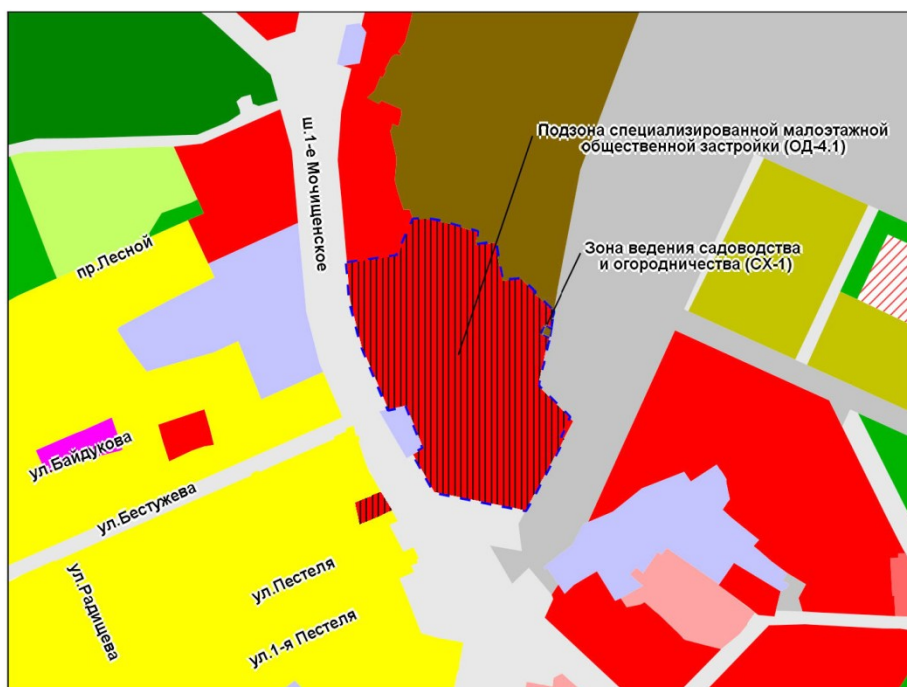 ш.1-е Мочищенское
Подзона специализированной малоэтажной
общественной застройки (ОД-4.1)
Зона ведения садоводства
и огородничества (СХ-1)
пр.Лесной
ул.Байдукова
ул.Бестужева
ул.Радищева
ул.Пестеля
ул.1-я Пестеля